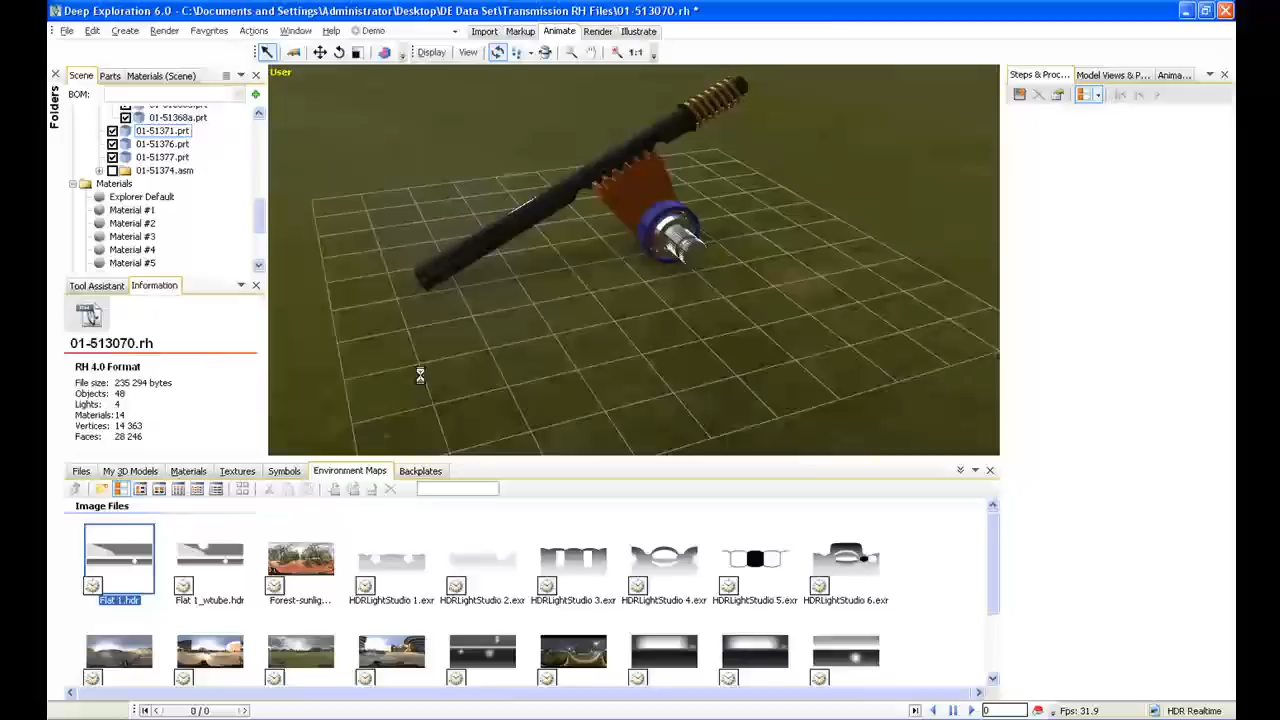 Deep Exploration 6.0 - C:\Documents and Settings\Administrator\Desktop\DE Data Set\Transmission RH Files\01-513070.rh *
File Edit Create Render Favorites Actions Window Help Demo Import Markup Animate Render Illustrate
Display View 1:1
Scene Parts Materials (Scene)
Steps & Proc... Model Views & P... Anima...
Folders
BOM:
User
01-51368a.prt
01-51371.prt
01-51376.prt
01-51377.prt
01-51374.asm
Materials
Explorer Default
Material #1
Material #2
Material #3
Material #4
Material #5
Tool Assistant Information
01-513070.rh
RH 4.0 Format
File size: 235 294 bytes
Objects: 48
Lights: 4
Materials: 14
Vertices: 14 363
Faces: 28 246
Files My 3D Models Materials Textures Symbols Environment Maps Backplates
Image Files
Flat 1.hdr Flat 1_wtube.hdr Forest-sunlig... HDRLightStudio 1.exr HDRLightStudio 2.exr HDRLightStudio 3.exr HDRLightStudio 4.exr HDRLightStudio 5.exr HDRLightStudio 6.exr
0/0 0 Fps: 31.9 HDR Realtime